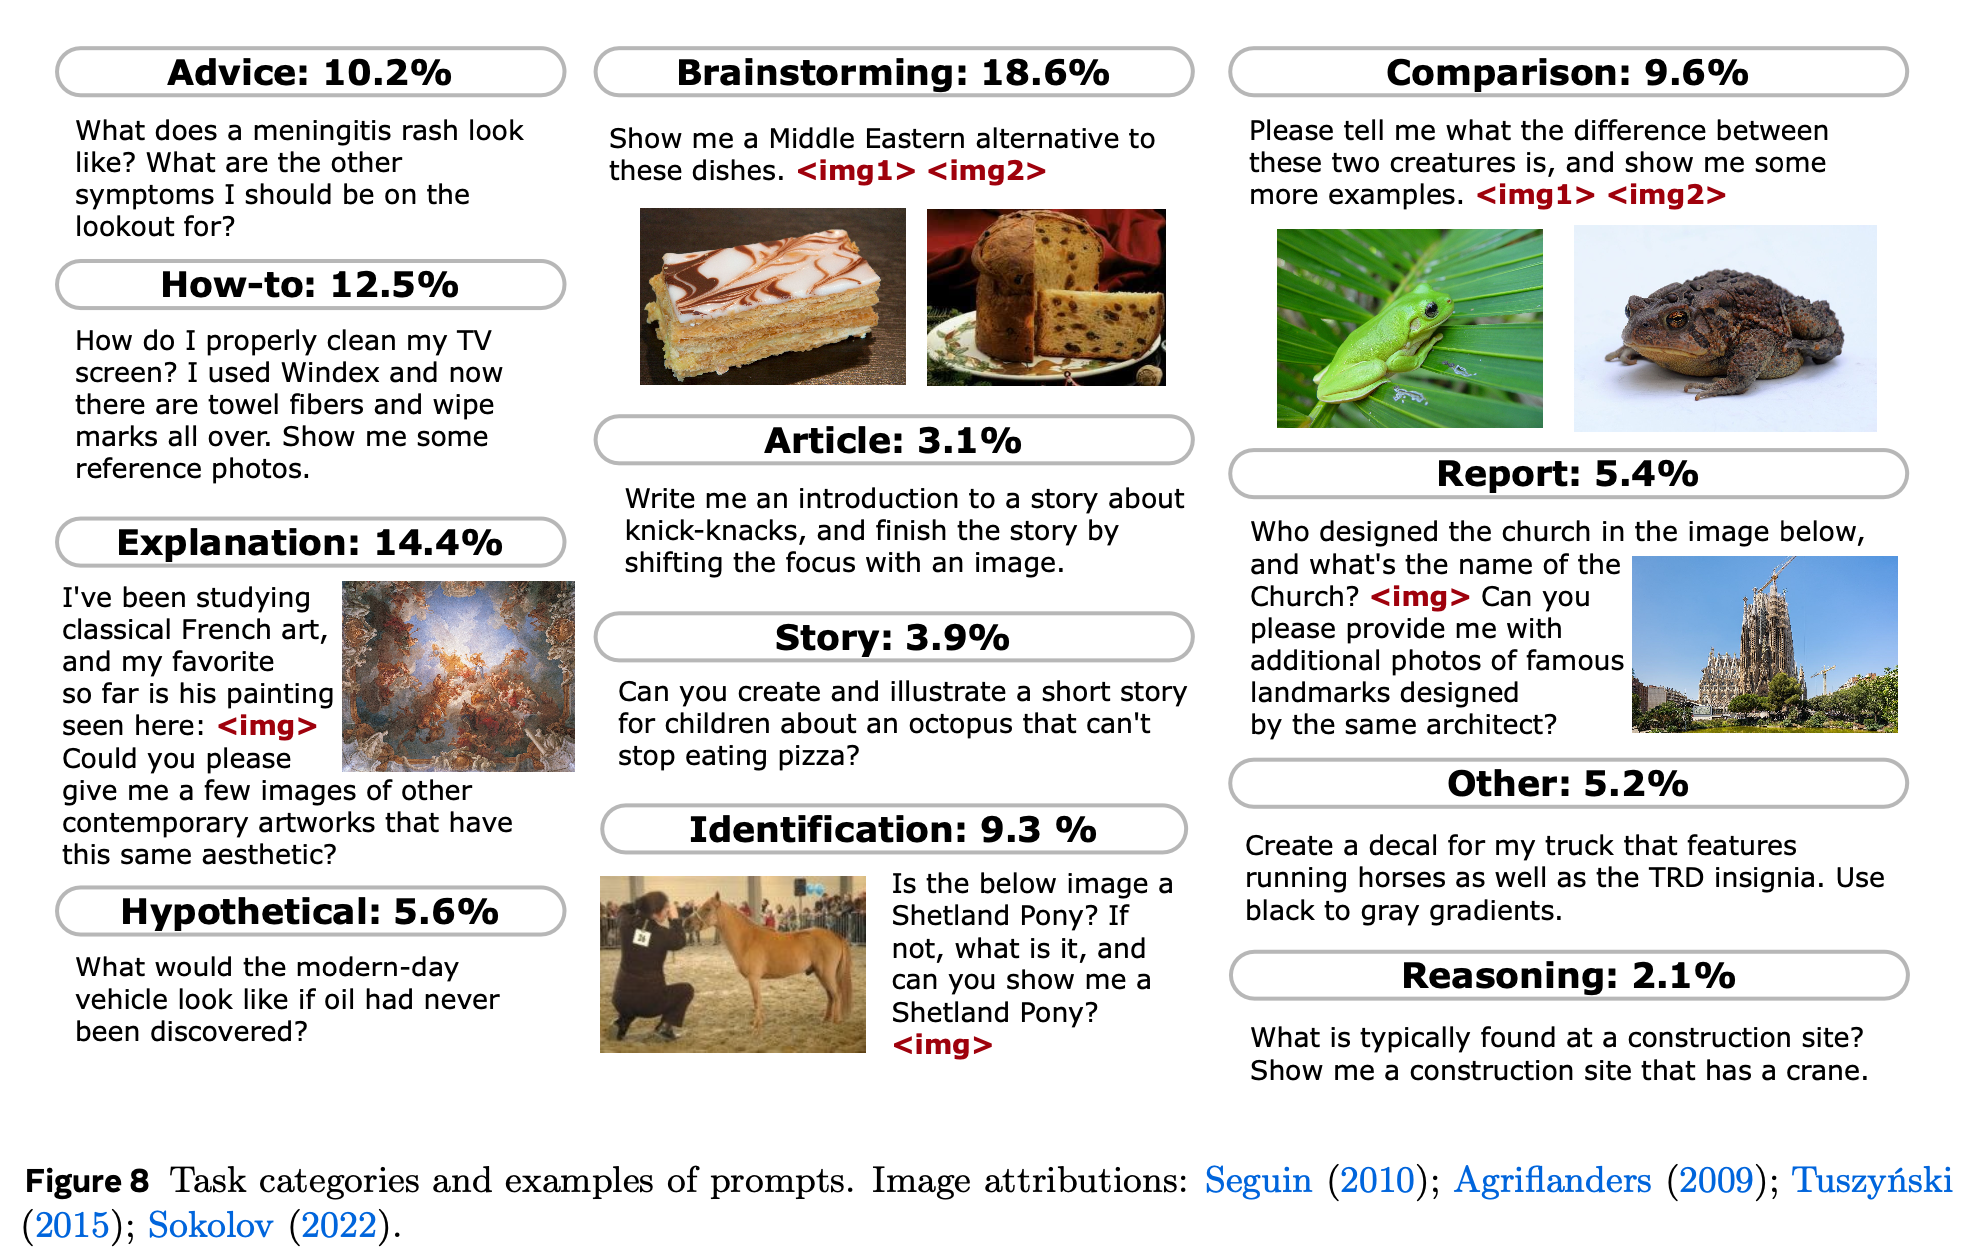 Advice: 10.2%
What does a meningitis rash look
like? What are the other
symptoms I should be on the
lookout for?
How-to: 12.5%
How do I properly clean my TV
screen? I used Windex and now
there are towel fibers and wipe
marks all over. Show me some
reference photos.
Explanation: 14.4%
I've been studying
classical French art,
and my favorite
so far is his painting
seen here: <img>
Could you please
give me a few images of other
contemporary artworks that have
this same aesthetic?
Hypothetical: 5.6%
What would the modern-day
vehicle look like if oil had never
been discovered?
Brainstorming: 18.6%
Show me a Middle Eastern alternative to
these dishes. <img1> <img2>
Article: 3.1%
Write me an introduction to a story about
knick-knacks, and finish the story by
shifting the focus with an image.
Story: 3.9%
Can you create and illustrate a short story
for children about an octopus that can't
stop eating pizza?
Identification: 9.3 %
Is the below image a
Shetland Pony? If
not, what is it, and
can you show me a
Shetland Pony?
<img>
Comparison: 9.6%
Please tell me what the difference between
these two creatures is, and show me some
more examples. <img1> <img2>
Report: 5.4%
Who designed the church in the image below,
and what's the name of the
Church? <img> Can you
please provide me with
additional photos of famous
landmarks designed
by the same architect?
Other: 5.2%
Create a decal for my truck that features
running horses as well as the TRD insignia. Use
black to gray gradients.
Reasoning: 2.1%
What is typically found at a construction site?
Show me a construction site that has a crane.
Figure 8 Task categories and examples of prompts. Image attributions: Seguin (2010); Agriflanders (2009); Tuszyński
(2015); Sokolov (2022).